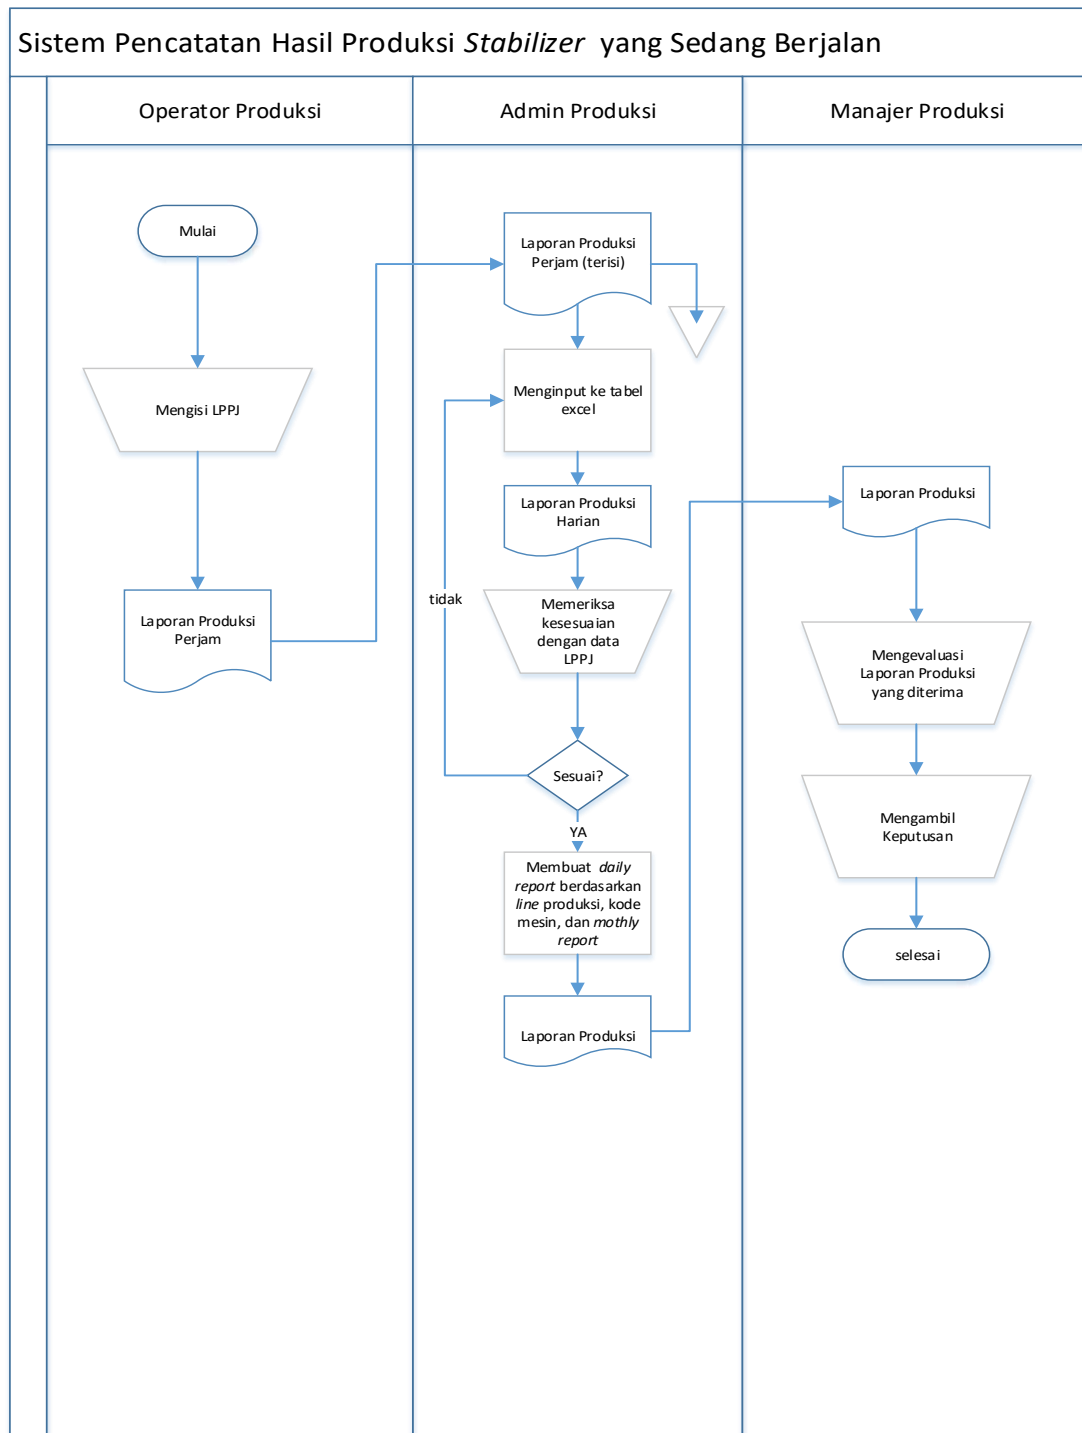 Sistem Pencatatan Hasil Produksi Stabilizer yang Sedang Berjalan
Operator Produksi
Admin Produksi
Manajer Produksi
Mulai
Mengisi LPPJ
Laporan Produksi
Perjam
Laporan Produksi
Perjam (terisi)
Menginput ke tabel
excel
Laporan Produksi
Harian
Memeriksa
kesesuaian
dengan data
LPPJ
Sesuai?
tidak
YA
Membuat daily
report berdasarkan
line produksi, kode
mesin, dan mothly
report
Laporan Produksi
Laporan Produksi
Mengevaluasi
Laporan Produksi
yang diterima
Mengambil
Keputusan
selesai